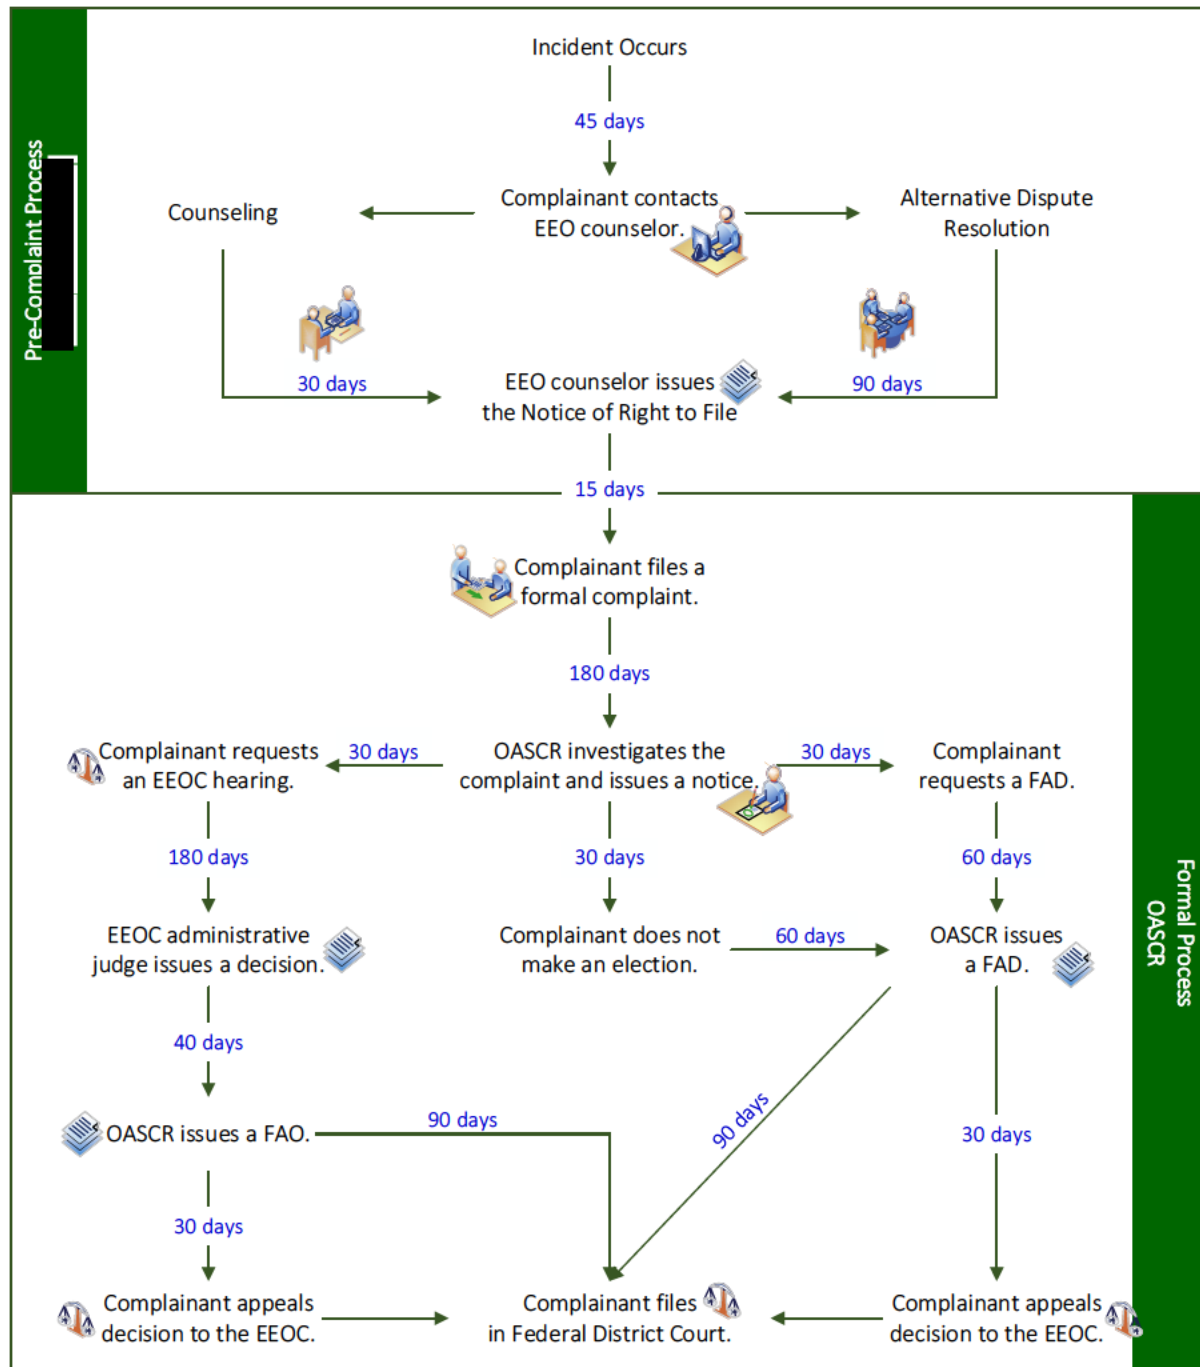 Pre-Complaint Process
Incident Occurs
45 days
Counseling
Complainant contacts
EEO counselor.
Alternative Dispute
Resolution
30 days
EEO counselor issues
the Notice of Right to File
90 days
15 days
Formal Process
OASCR
Complainant files a
formal complaint.
180 days
Complainant requests
an EEOC hearing.
30 days
OASCR investigates the
complaint and issues a notice.
30 days
Complainant
requests a FAD.
180 days
30 days
60 days
EEOC administrative
judge issues a decision.
Complainant does not
make an election.
60 days
OASCR issues
a FAD.
40 days
OASCR issues a FAO.
90 days
90 days
30 days
30 days
Complainant appeals
decision to the EEOC.
Complainant files
in Federal District Court.
Complainant appeals
decision to the EEOC.